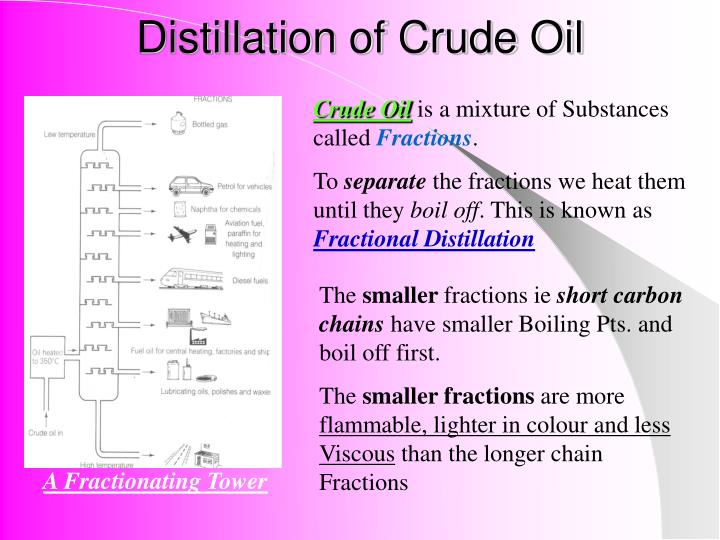 Distillation of Crude Oil
FRACTIONS
Low temperature
Bottled gas
Petrol for vehicles
Naphtha for chemicals
Aviation fuel,
paraffin for
heating and
lighting
Diesel fuels
Oil heated
to 350°C
Fuel oil for central heating, factories and ship
Lubricating oils, polishes and waxes
Crude oil in
High temperature
A Fractionating Tower
Crude Oil is a mixture of Substances
called Fractions.
To separate the fractions we heat them
until they boil off. This is known as
Fractional Distillation
The smaller fractions ie short carbon
chains have smaller Boiling Pts. and
boil off first.
The smaller fractions are more
flammable, lighter in colour and less
Viscous than the longer chain
Fractions